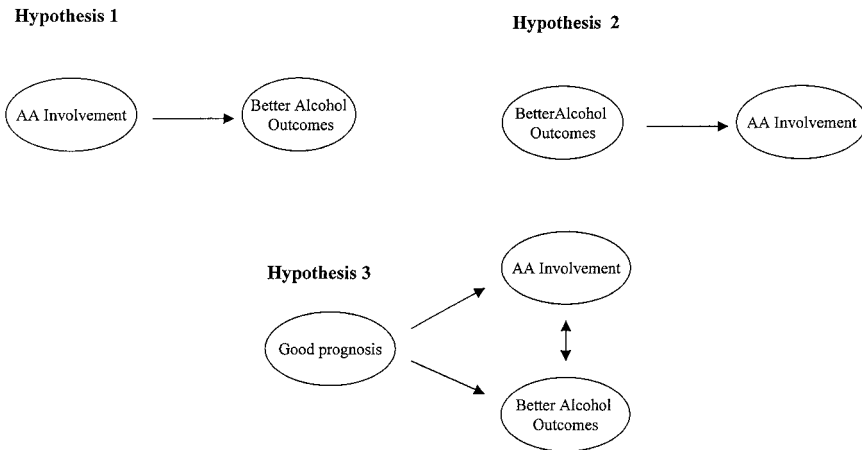 Hypothesis 1
AA Involvement
Better Alcohol
Outcomes
Hypothesis 2
BetterAlcohol
Outcomes
AA Involvement
Hypothesis 3
Good prognosis
AA Involvement
Better Alcohol
Outcomes